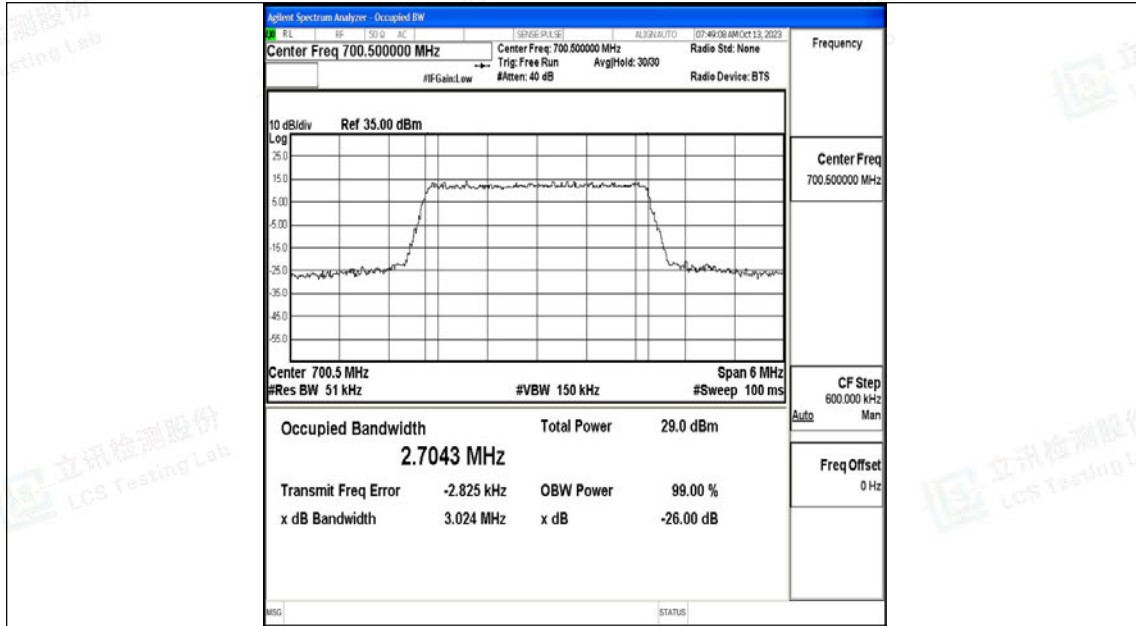 Agilent Spectrum Analyzer - Occupied BW
RL RF 50 Ω AC SENSE:PULSE ALIGNAUTO 07:49:08 AM Oct 13, 2023
Center Freq 700.500000 MHz
Center Freq: 700.500000 MHz
Radio Std: None
Trig: Free Run Avg|Hold: 30/30
#IFGain:Low #Atten: 40 dB Radio Device: BTS
Frequency
10 dB/div Ref 35.00 dBm
Log
25.0
15.0
5.00
-5.00
-15.0
-25.0
-35.0
-45.0
-55.0
Center 700.5 MHz Span 6 MHz
#Res BW 51 kHz #VBW 150 kHz #Sweep 100 ms
Center Freq
700.500000 MHz
CF Step
600.000 kHz
Auto Man
Freq Offset
0 Hz
Occupied Bandwidth Total Power 29.0 dBm
2.7043 MHz
Transmit Freq Error -2.825 kHz OBW Power 99.00 %
x dB Bandwidth 3.024 MHz x dB -26.00 dB
MSG STATUS
立讯检测股份
LCS Testing Lab